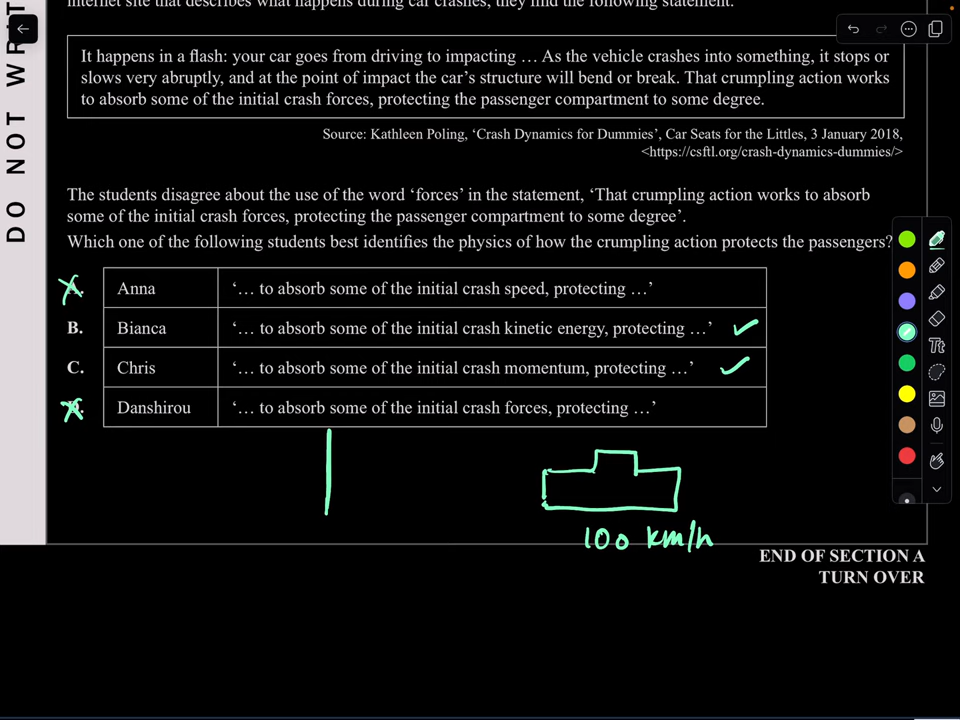 internet site that describes what happens during car crashes, they find the following statement.
It happens in a flash: your car goes from driving to impacting … As the vehicle crashes into something, it stops or
slows very abruptly, and at the point of impact the car’s structure will bend or break. That crumpling action works
to absorb some of the initial crash forces, protecting the passenger compartment to some degree.
Source: Kathleen Poling, ‘Crash Dynamics for Dummies’, Car Seats for the Littles, 3 January 2018,
<https://csftl.org/crash-dynamics-dummies/>
The students disagree about the use of the word ‘forces’ in the statement, ‘That crumpling action works to absorb
some of the initial crash forces, protecting the passenger compartment to some degree’.
Which one of the following students best identifies the physics of how the crumpling action protects the passengers?
A. Anna ‘… to absorb some of the initial crash speed, protecting …’
B. Bianca ‘… to absorb some of the initial crash kinetic energy, protecting …’
C. Chris ‘… to absorb some of the initial crash momentum, protecting …’
D. Danshirou ‘… to absorb some of the initial crash forces, protecting …’
100 km/h
END OF SECTION A
TURN OVER
DO NOT WRIT
Tt